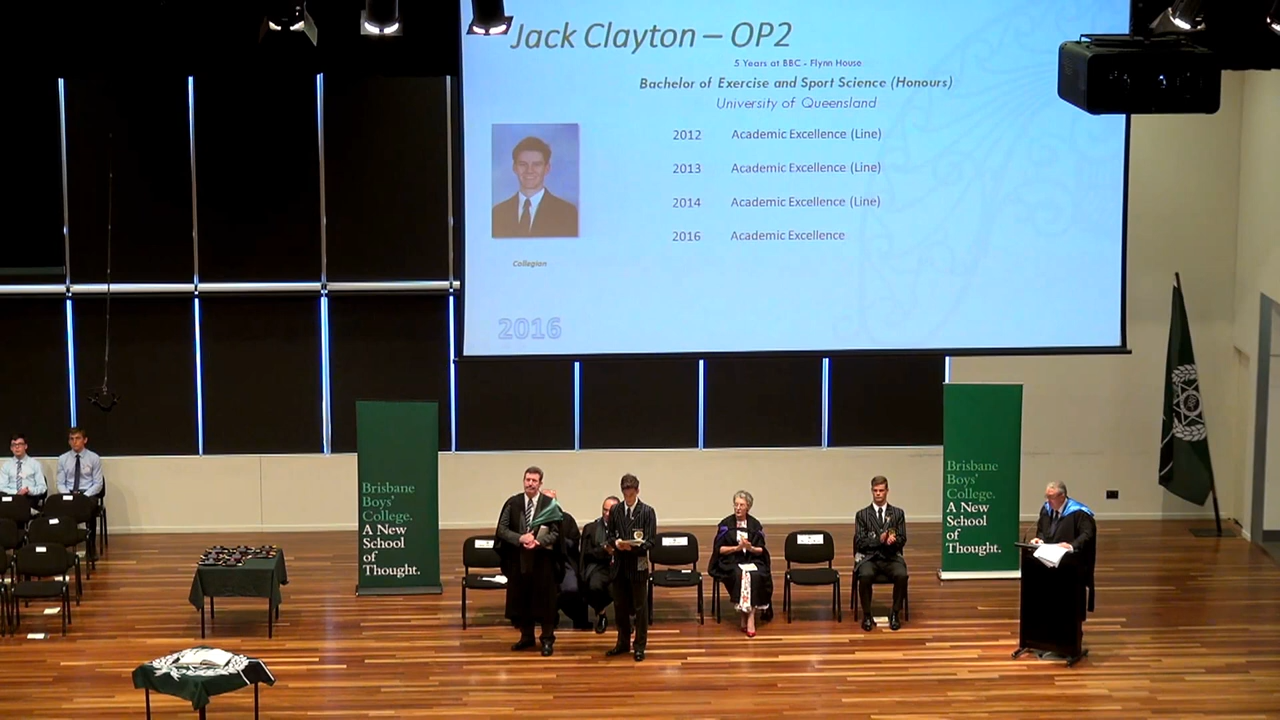 Jack Clayton – OP2
5 Years at BBC - Flynn House
Bachelor of Exercise and Sport Science (Honours)
University of Queensland
2012 Academic Excellence (Line)
2013 Academic Excellence (Line)
2014 Academic Excellence (Line)
2016 Academic Excellence
Collegian
2016
Brisbane
Boys'
College.
A New
School
of
Thought.
Brisbane
Boys'
College.
A New
School
of
Thought.